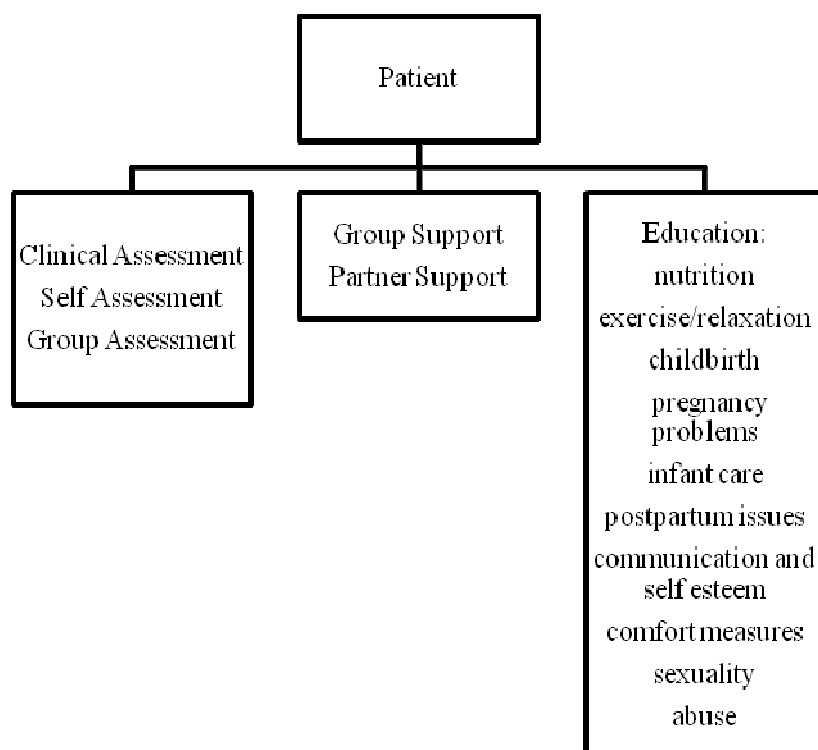 Patient
Clinical Assessment
Self Assessment
Group Assessment
Group Support
Partner Support
Education:
nutrition
exercise/relaxation
childbirth
pregnancy
problems
infant care
postpartum issues
communication and
self esteem
comfort measures
sexuality
abuse